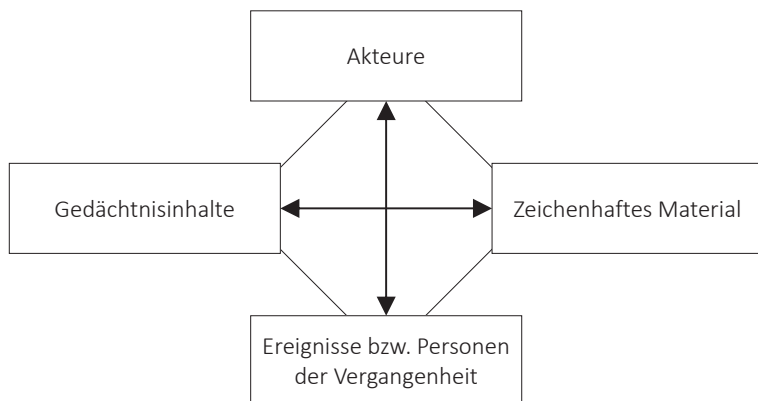 Akteure
Gedächtnisinhalte
Zeichenhaftes Material
Ereignisse bzw. Personen
der Vergangenheit